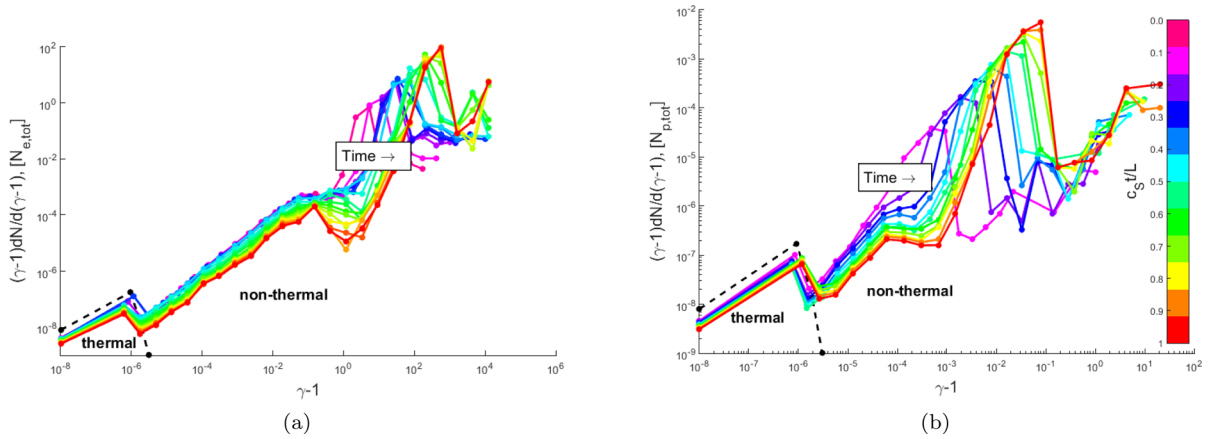 10^2
10^0
10^-2
10^-4
10^-6
10^-8
(γ-1)dN/d(γ-1), [N_e,tot]
Time →
non-thermal
thermal
10^-8 10^-6 10^-4 10^-2 10^0 10^2 10^4
γ-1
(a)
10^-2
10^-3
10^-4
10^-5
10^-6
10^-7
10^-8
10^-9
(γ-1)dN/d(γ-1), [N_p,tot]
Time →
non-thermal
thermal
10^-8 10^-7 10^-6 10^-5 10^-4 10^-3 10^-2 10^-1 10^0 10^1 10^2
γ-1
(b)
0.0
0.1
0.2
0.3
0.4
0.5
0.6
0.7
0.8
0.9
1
c_S t/L